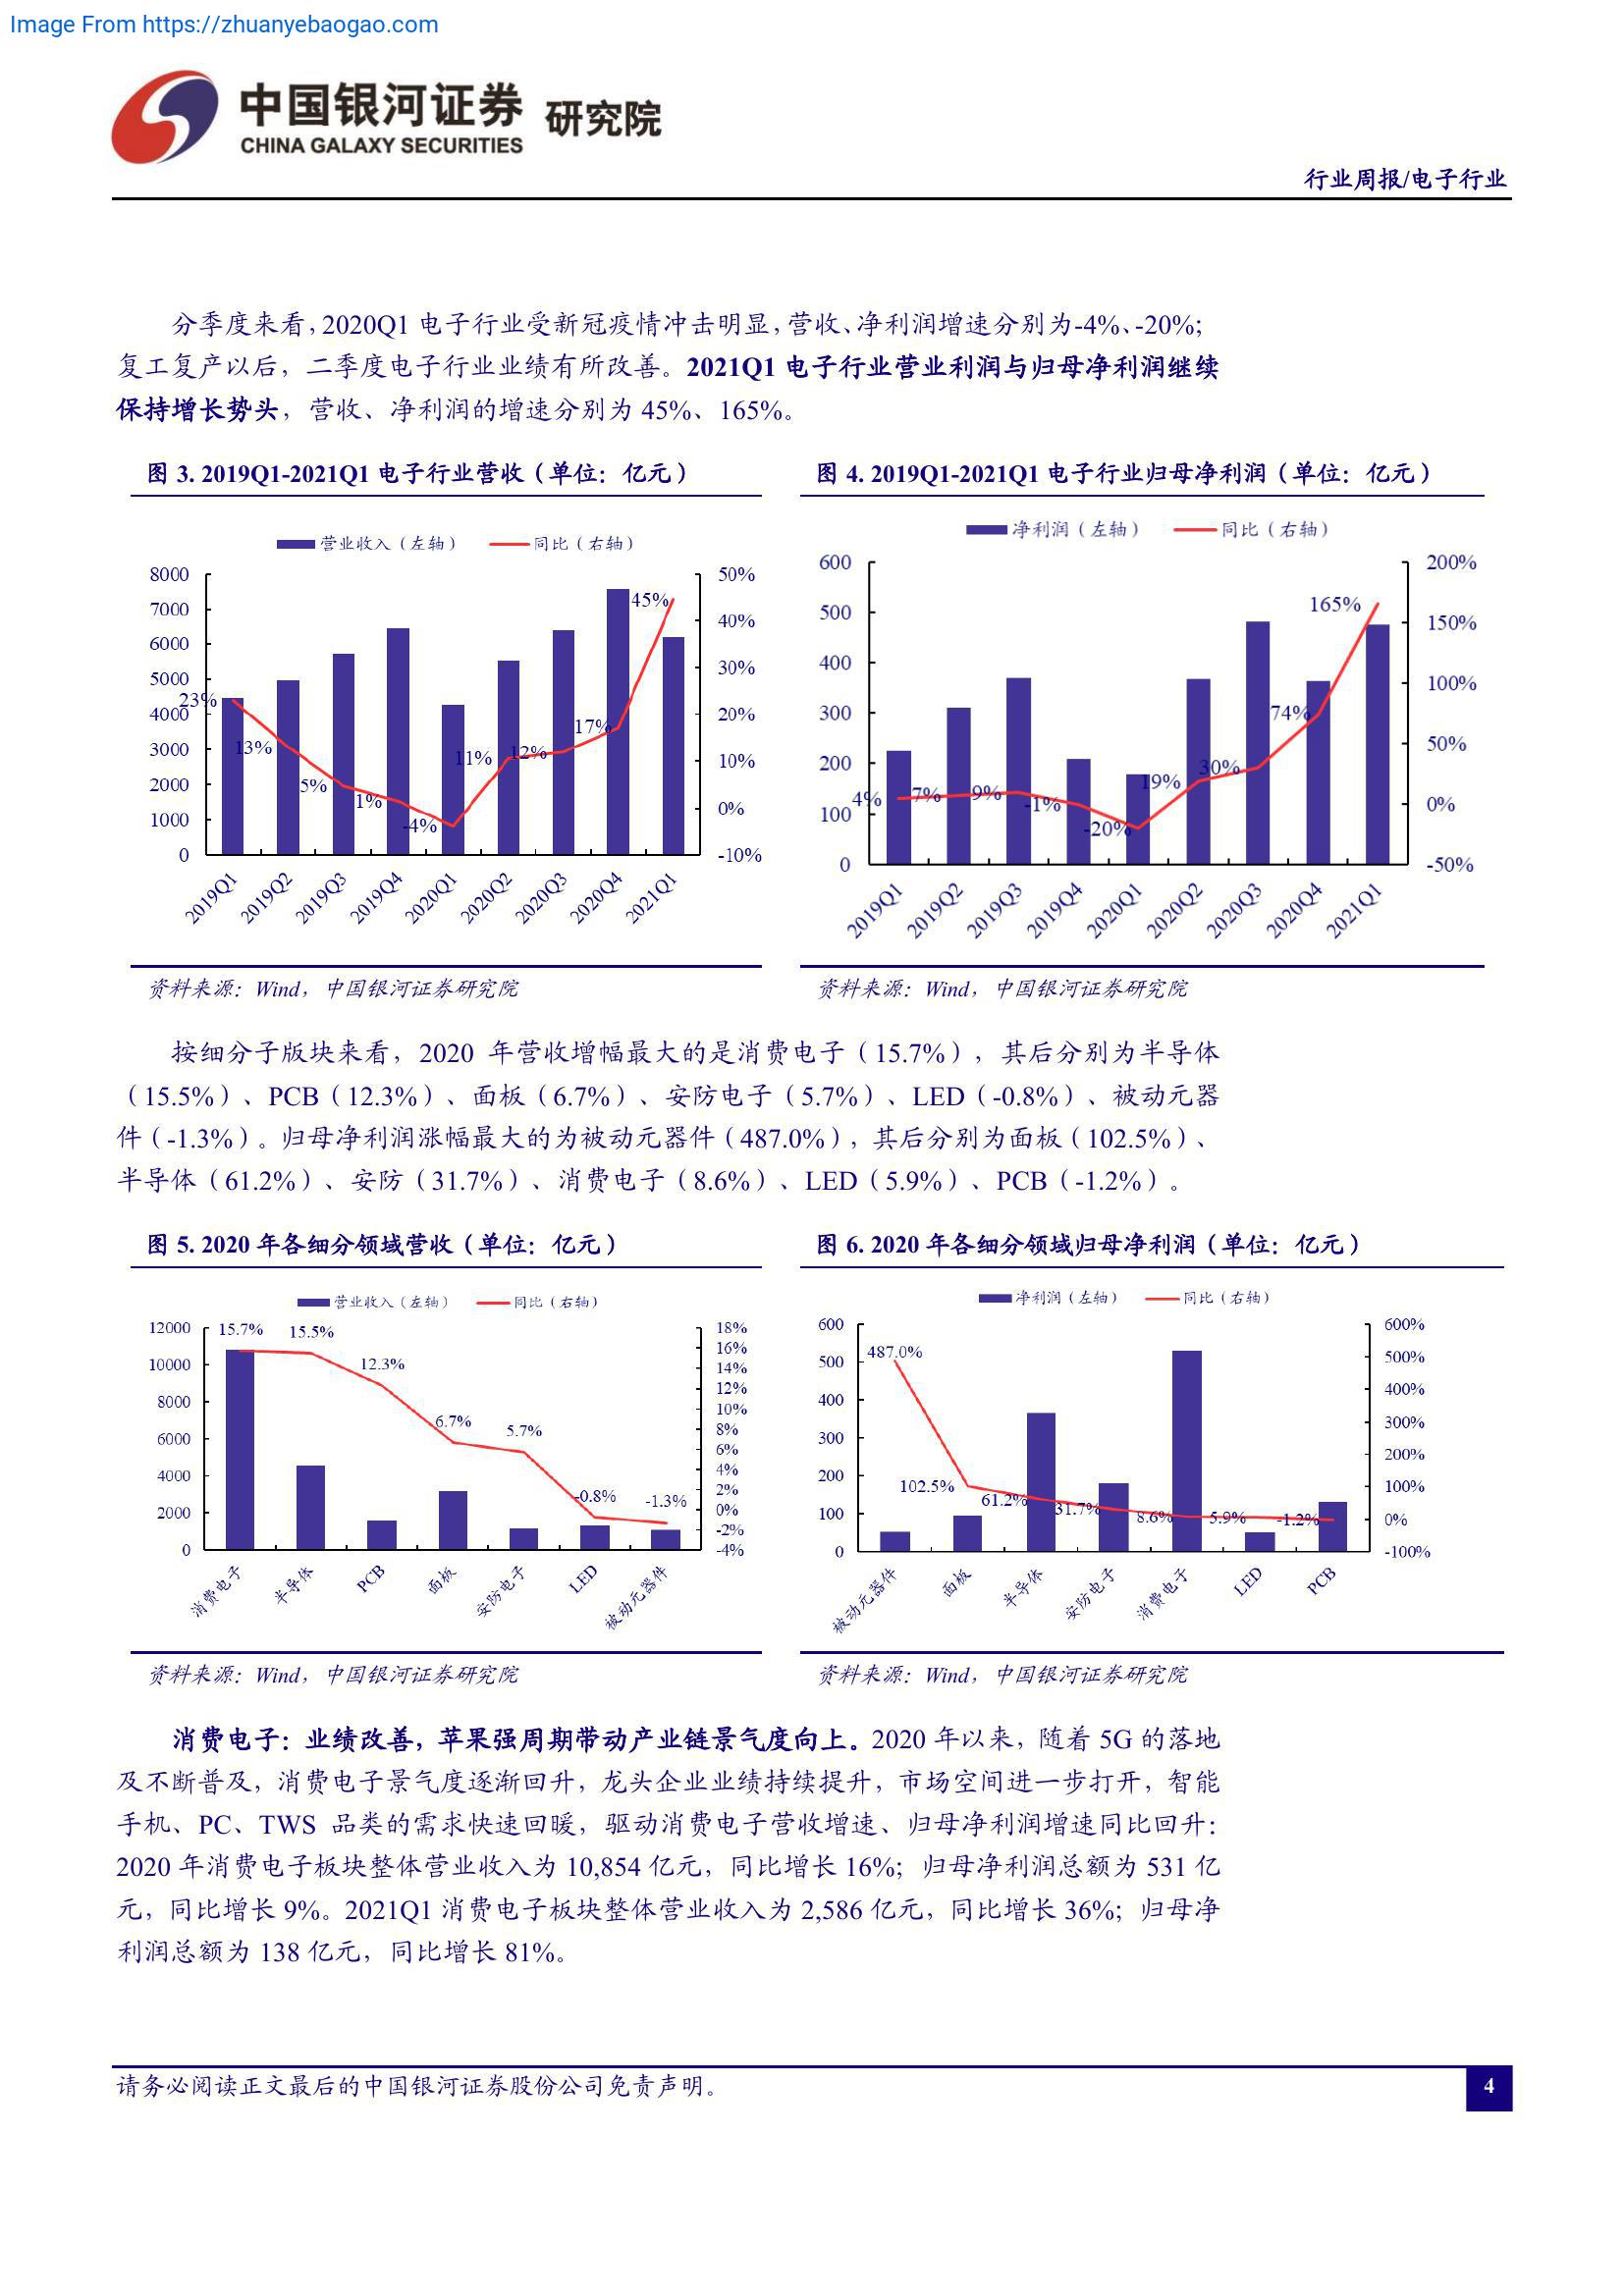 Image From https://zhuanyebaogao.com
中国银河证券 研究院
CHINA GALAXY SECURITIES
行业周报/电子行业
分季度来看，2020Q1 电子行业受新冠疫情冲击明显，营收、净利润增速分别为-4%、-20%；
复工复产以后，二季度电子行业业绩有所改善。2021Q1 电子行业营业利润与归母净利润继续
保持增长势头，营收、净利润的增速分别为 45%、165%。
图 3. 2019Q1-2021Q1 电子行业营收（单位：亿元）
营业收入（左轴） 同比（右轴）
8000
7000
6000
5000
4000
3000
2000
1000
0
50%
40%
30%
20%
10%
0%
-10%
23%
13%
5%
1%
-4%
11%
12%
17%
45%
2019Q1
2019Q2
2019Q3
2019Q4
2020Q1
2020Q2
2020Q3
2020Q4
2021Q1
资料来源：Wind，中国银河证券研究院
图 4. 2019Q1-2021Q1 电子行业归母净利润（单位：亿元）
净利润（左轴） 同比（右轴）
600
500
400
300
200
100
0
200%
150%
100%
50%
0%
-50%
4%
7%
9%
-1%
-20%
19%
30%
74%
165%
2019Q1
2019Q2
2019Q3
2019Q4
2020Q1
2020Q2
2020Q3
2020Q4
2021Q1
资料来源：Wind，中国银河证券研究院
按细分子版块来看，2020 年营收增幅最大的是消费电子（15.7%），其后分别为半导体
（15.5%）、PCB（12.3%）、面板（6.7%）、安防电子（5.7%）、LED（-0.8%）、被动元器
件（-1.3%）。归母净利润涨幅最大的为被动元器件（487.0%），其后分别为面板（102.5%）、
半导体（61.2%）、安防（31.7%）、消费电子（8.6%）、LED（5.9%）、PCB（-1.2%）。
图 5. 2020 年各细分领域营收（单位：亿元）
营业收入（左轴） 同比（右轴）
12000
10000
8000
6000
4000
2000
0
18%
16%
14%
12%
10%
8%
6%
4%
2%
0%
-2%
-4%
15.7%
15.5%
12.3%
6.7%
5.7%
-0.8%
-1.3%
消费电子
半导体
PCB
面板
安防电子
LED
被动元器件
资料来源：Wind，中国银河证券研究院
图 6. 2020 年各细分领域归母净利润（单位：亿元）
净利润（左轴） 同比（右轴）
600
500
400
300
200
100
0
600%
500%
400%
300%
200%
100%
0%
-100%
487.0%
102.5%
61.2%
31.7%
8.6%
5.9%
-1.2%
被动元器件
面板
半导体
安防电子
消费电子
LED
PCB
资料来源：Wind，中国银河证券研究院
消费电子：业绩改善，苹果强周期带动产业链景气度向上。2020 年以来，随着 5G 的落地
及不断普及，消费电子景气度逐渐回升，龙头企业业绩持续提升，市场空间进一步打开，智能
手机、PC、TWS 品类的需求快速回暖，驱动消费电子营收增速、归母净利润增速同比回升：
2020 年消费电子板块整体营业收入为 10,854 亿元，同比增长 16%；归母净利润总额为 531 亿
元，同比增长 9%。2021Q1 消费电子板块整体营业收入为 2,586 亿元，同比增长 36%；归母净
利润总额为 138 亿元，同比增长 81%。
请务必阅读正文最后的中国银河证券股份公司免责声明。
4